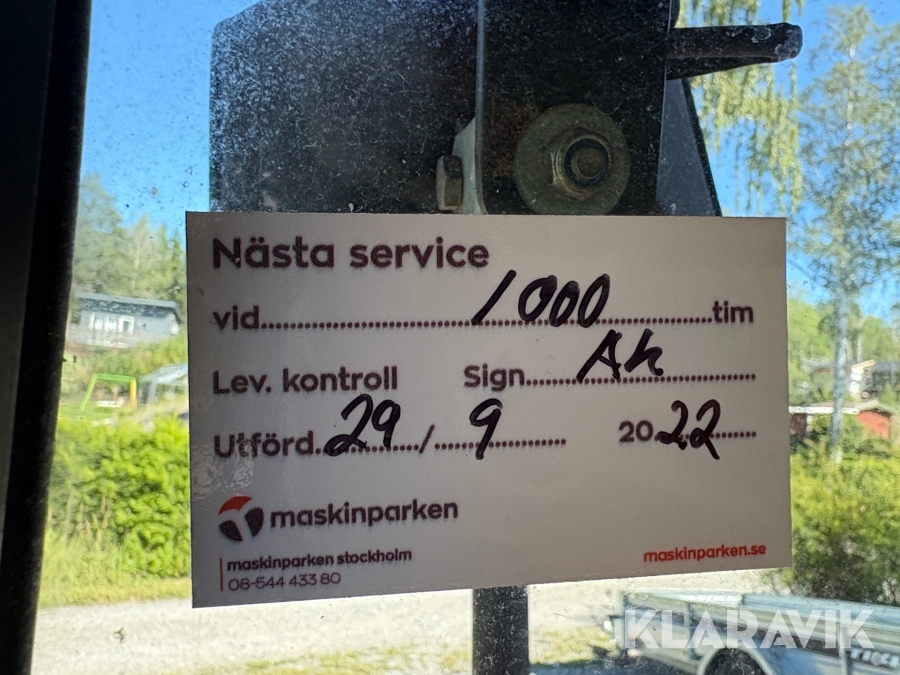 Nästa service
vid 1000 tim
Lev. kontroll Sign. Ah
Utförd. 29 / 9 2022
maskinparken
maskinparken stockholm
08-544 433 80
maskinparken.se
KLARAVIK